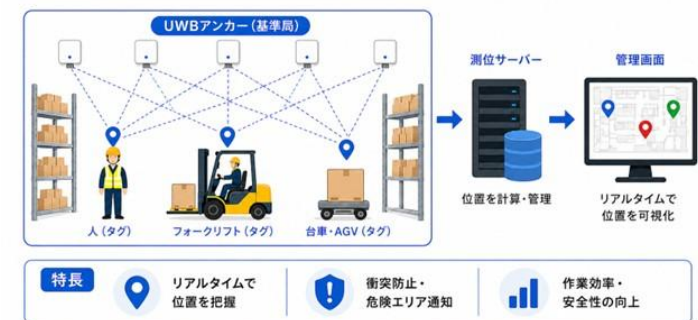 UWBアンカー(基準局)
人(タグ)
フォークリフト(タグ)
台車・AGV(タグ)
測位サーバー
位置を計算・管理
管理画面
リアルタイムで
位置を可視化
特長
リアルタイムで
位置を把握
衝突防止・
危険エリア通知
作業効率・
安全性の向上